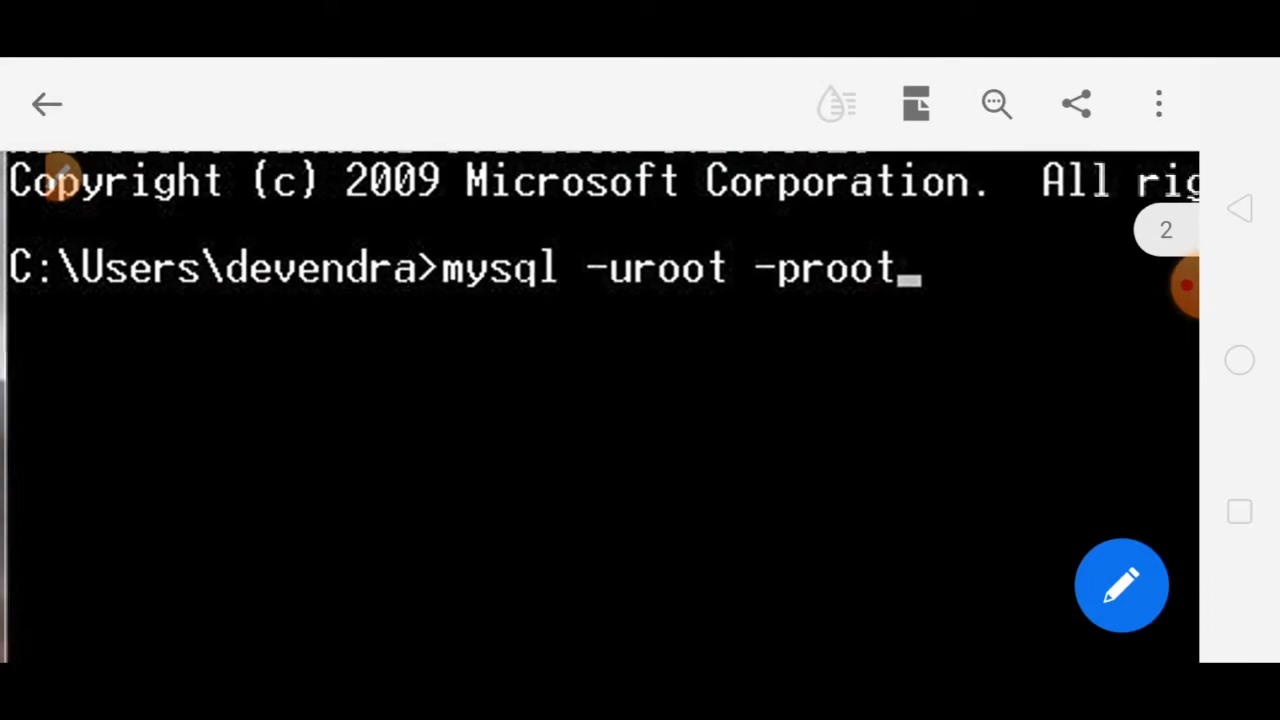 Copyright (c) 2009 Microsoft Corporation. All rig
2
C:\Users\devendra>mysql -uroot -proot